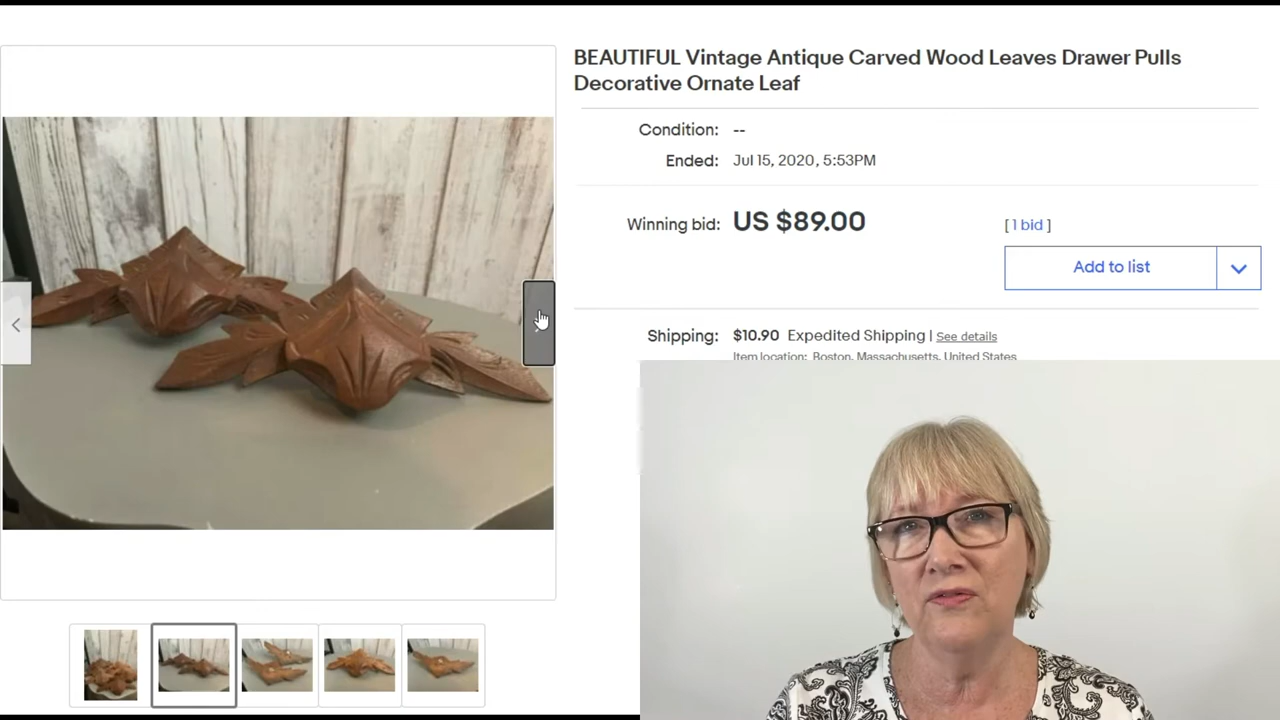 BEAUTIFUL Vintage Antique Carved Wood Leaves Drawer Pulls
Decorative Ornate Leaf
Condition: --
Ended: Jul 15, 2020, 5:53PM
Winning bid: US $89.00 [ 1 bid ]
Add to list
Shipping: $10.90 Expedited Shipping | See details
Item location: Boston, Massachusetts, United States